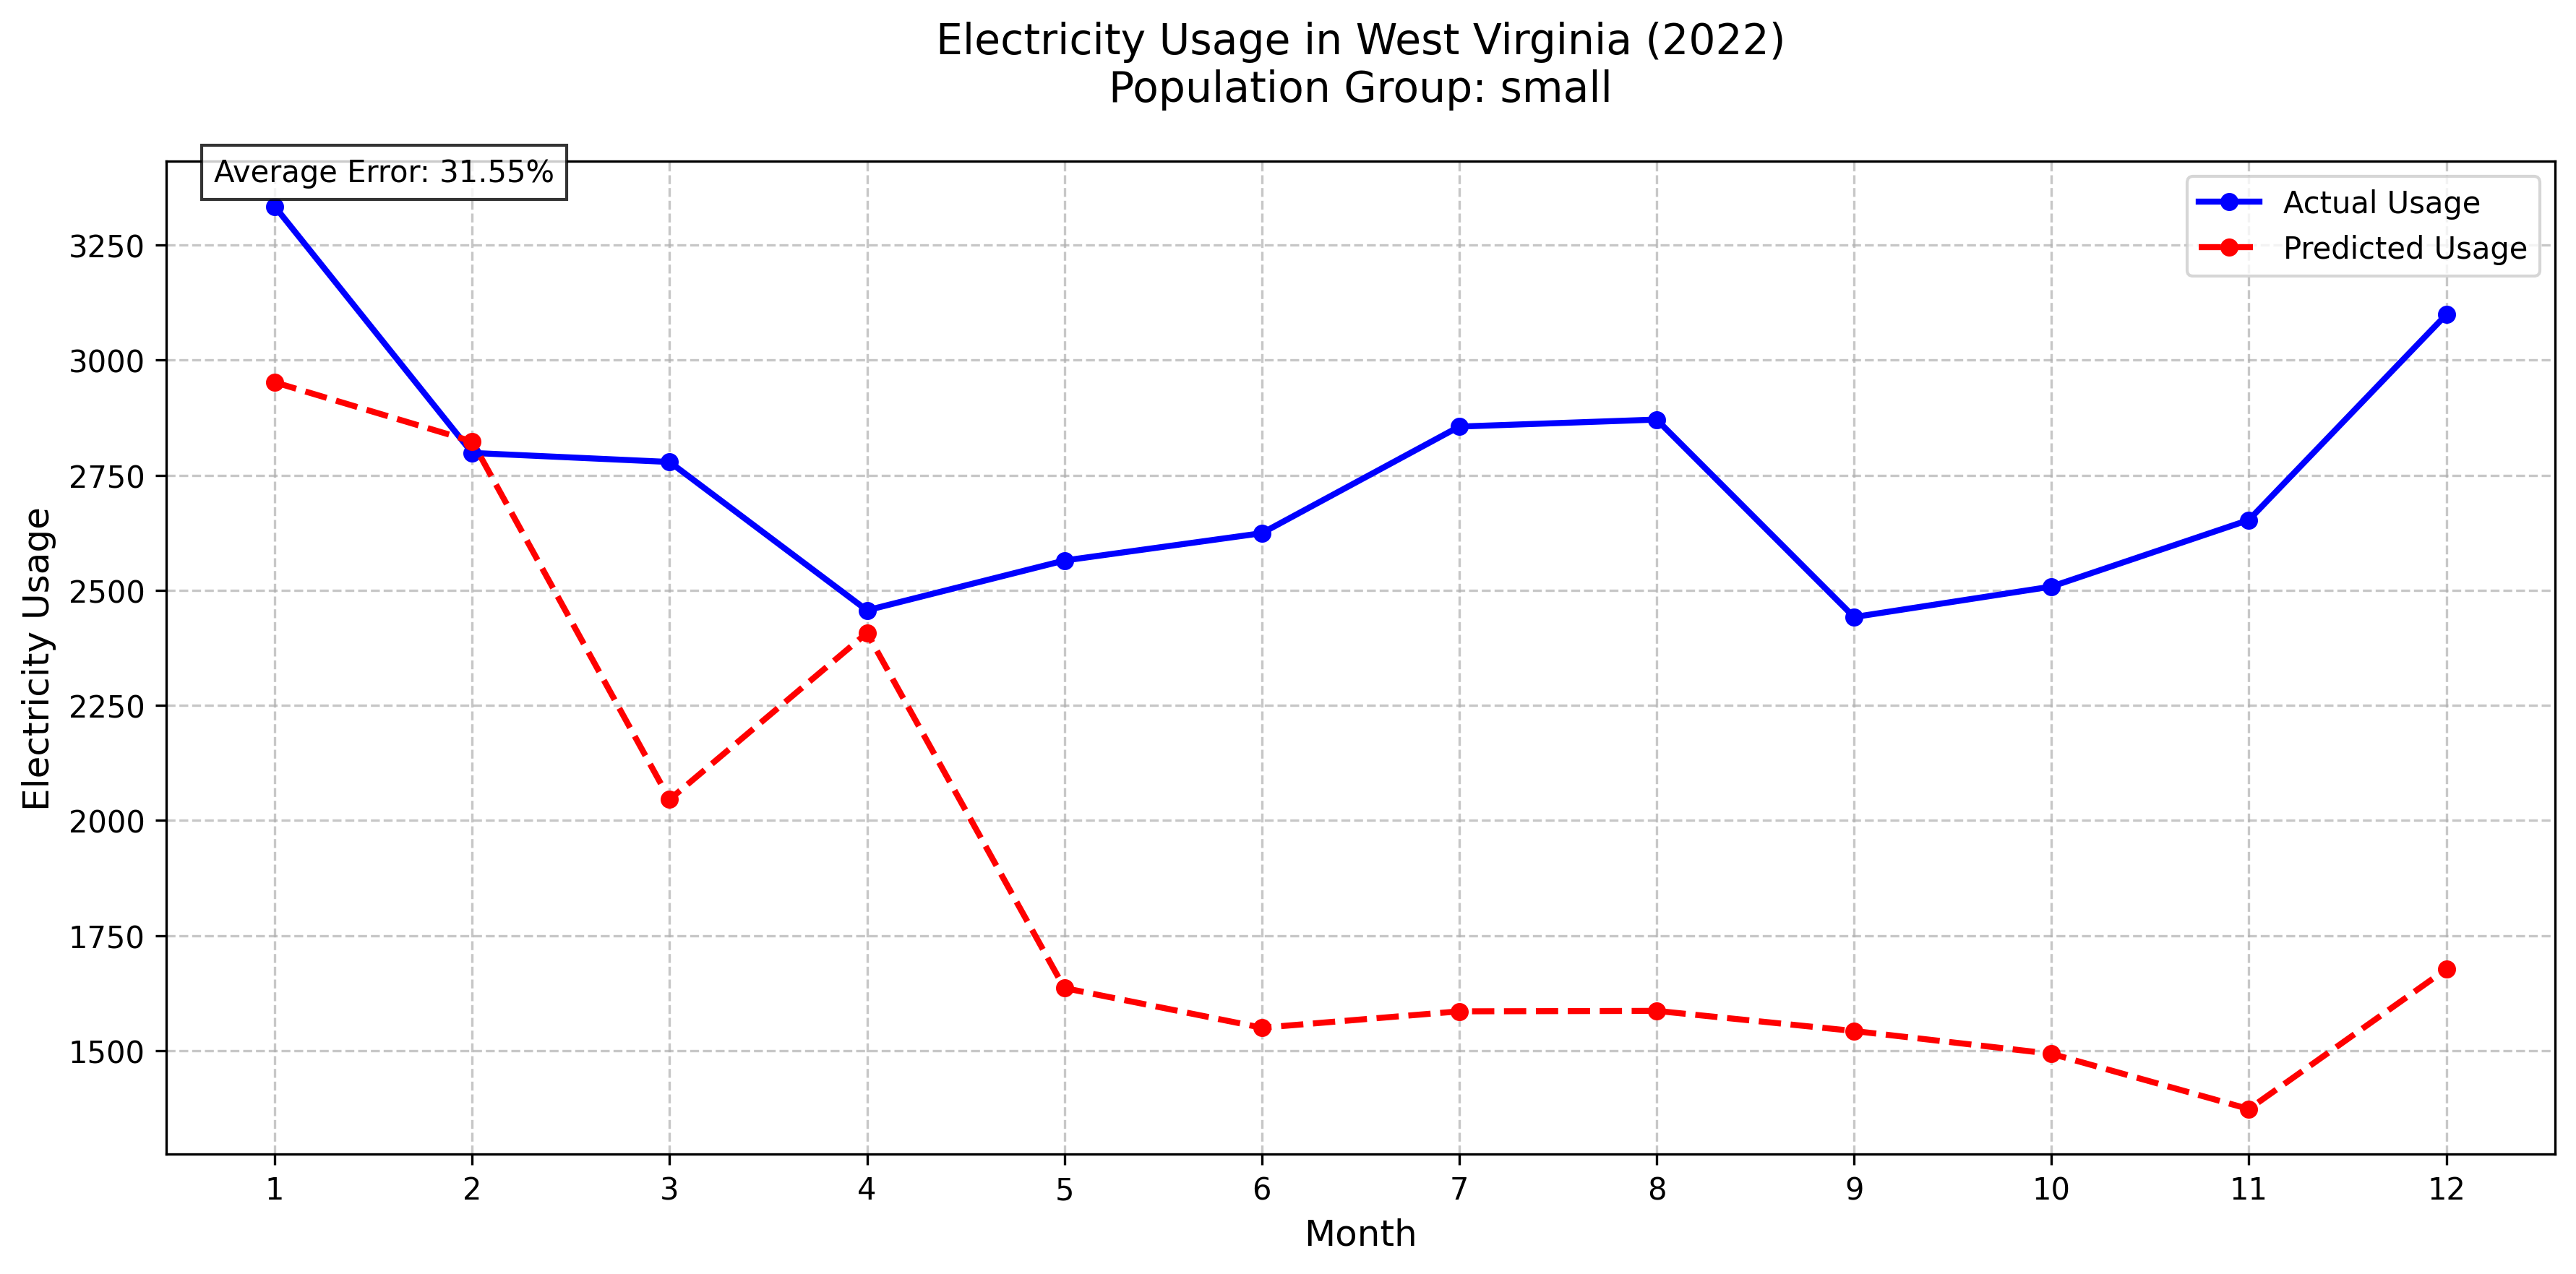 Electricity Usage in West Virginia (2022)
Population Group: small
Average Error: 31.55%
Actual Usage
Predicted Usage
Electricity Usage
3250
3000
2750
2500
2250
2000
1750
1500
1 2 3 4 5 6 7 8 9 10 11 12
Month